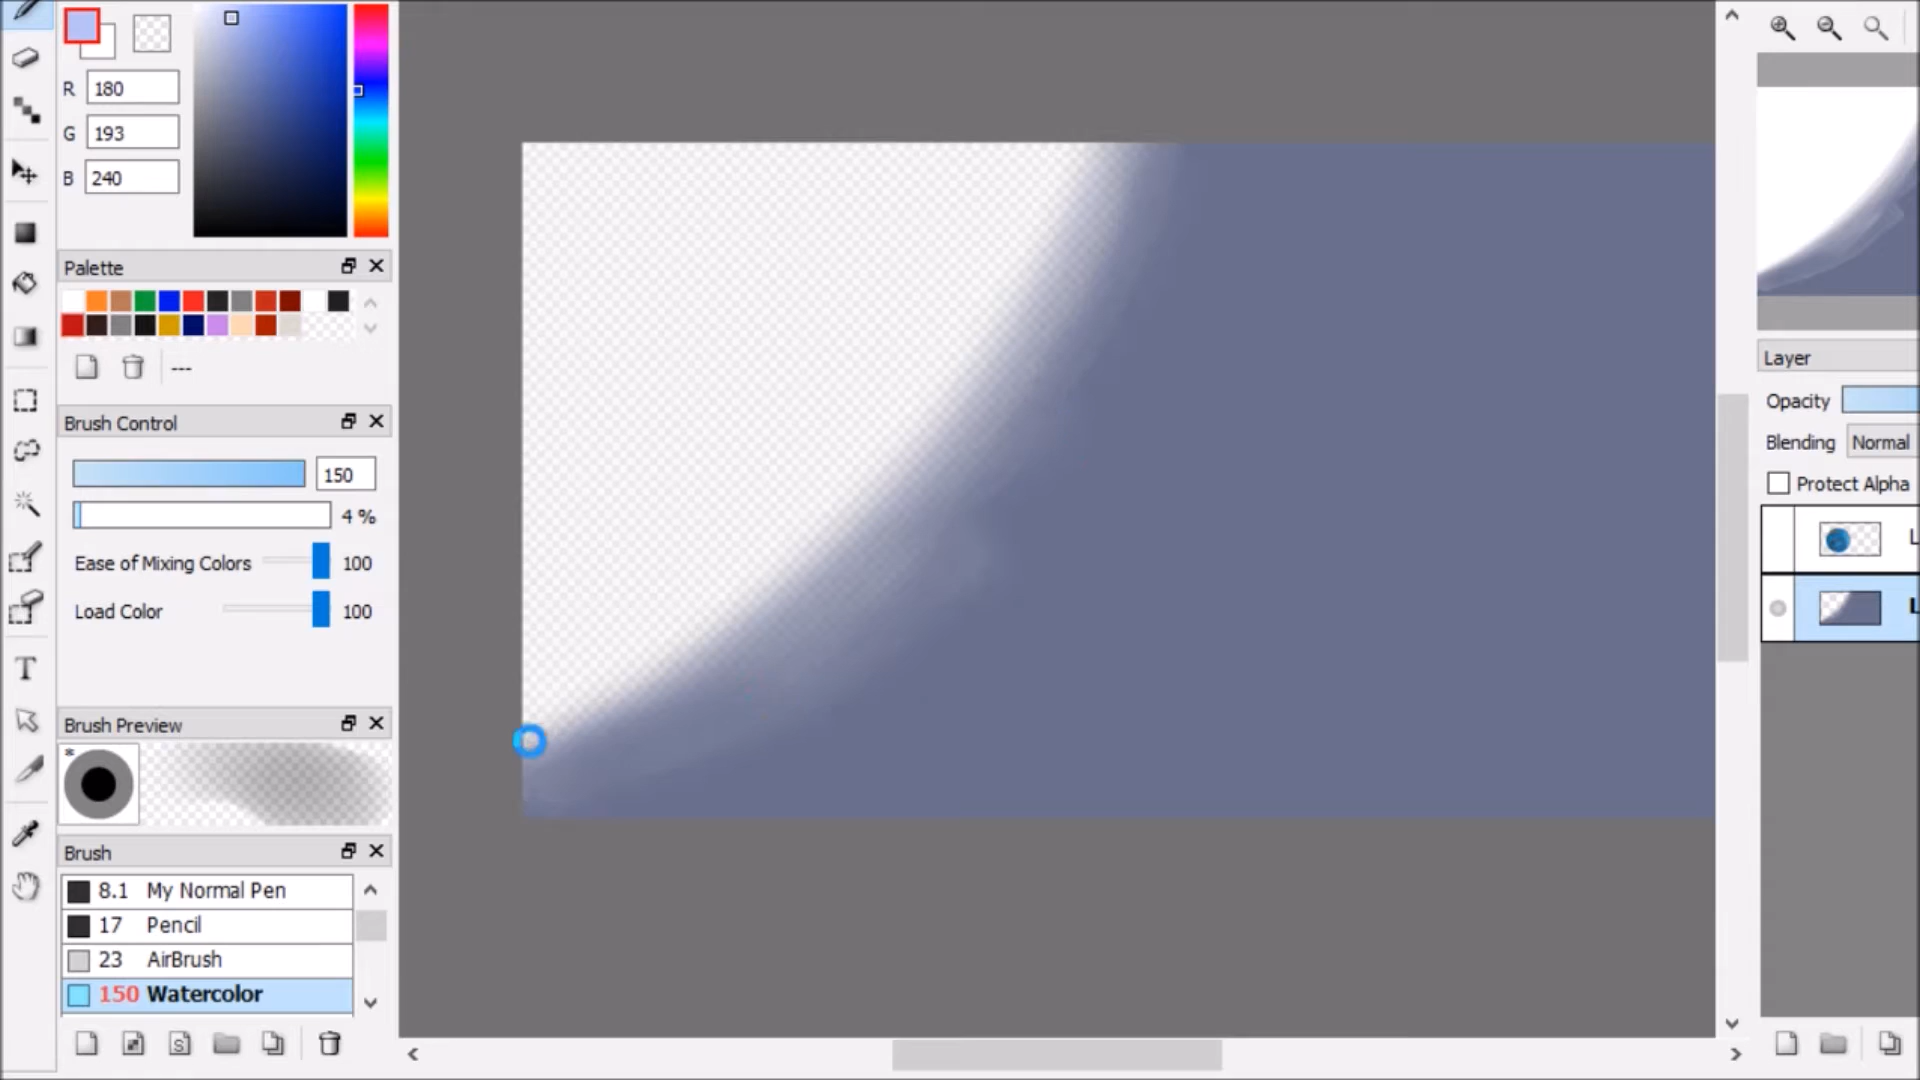 R 180
G 193
B 240
Palette
---
Brush Control
150
4 %
Ease of Mixing Colors 100
Load Color 100
Brush Preview
*
Brush
8.1 My Normal Pen
17 Pencil
23 AirBrush
150 Watercolor
T
S
Layer
Opacity
Blending Normal
Protect Alpha
L
L